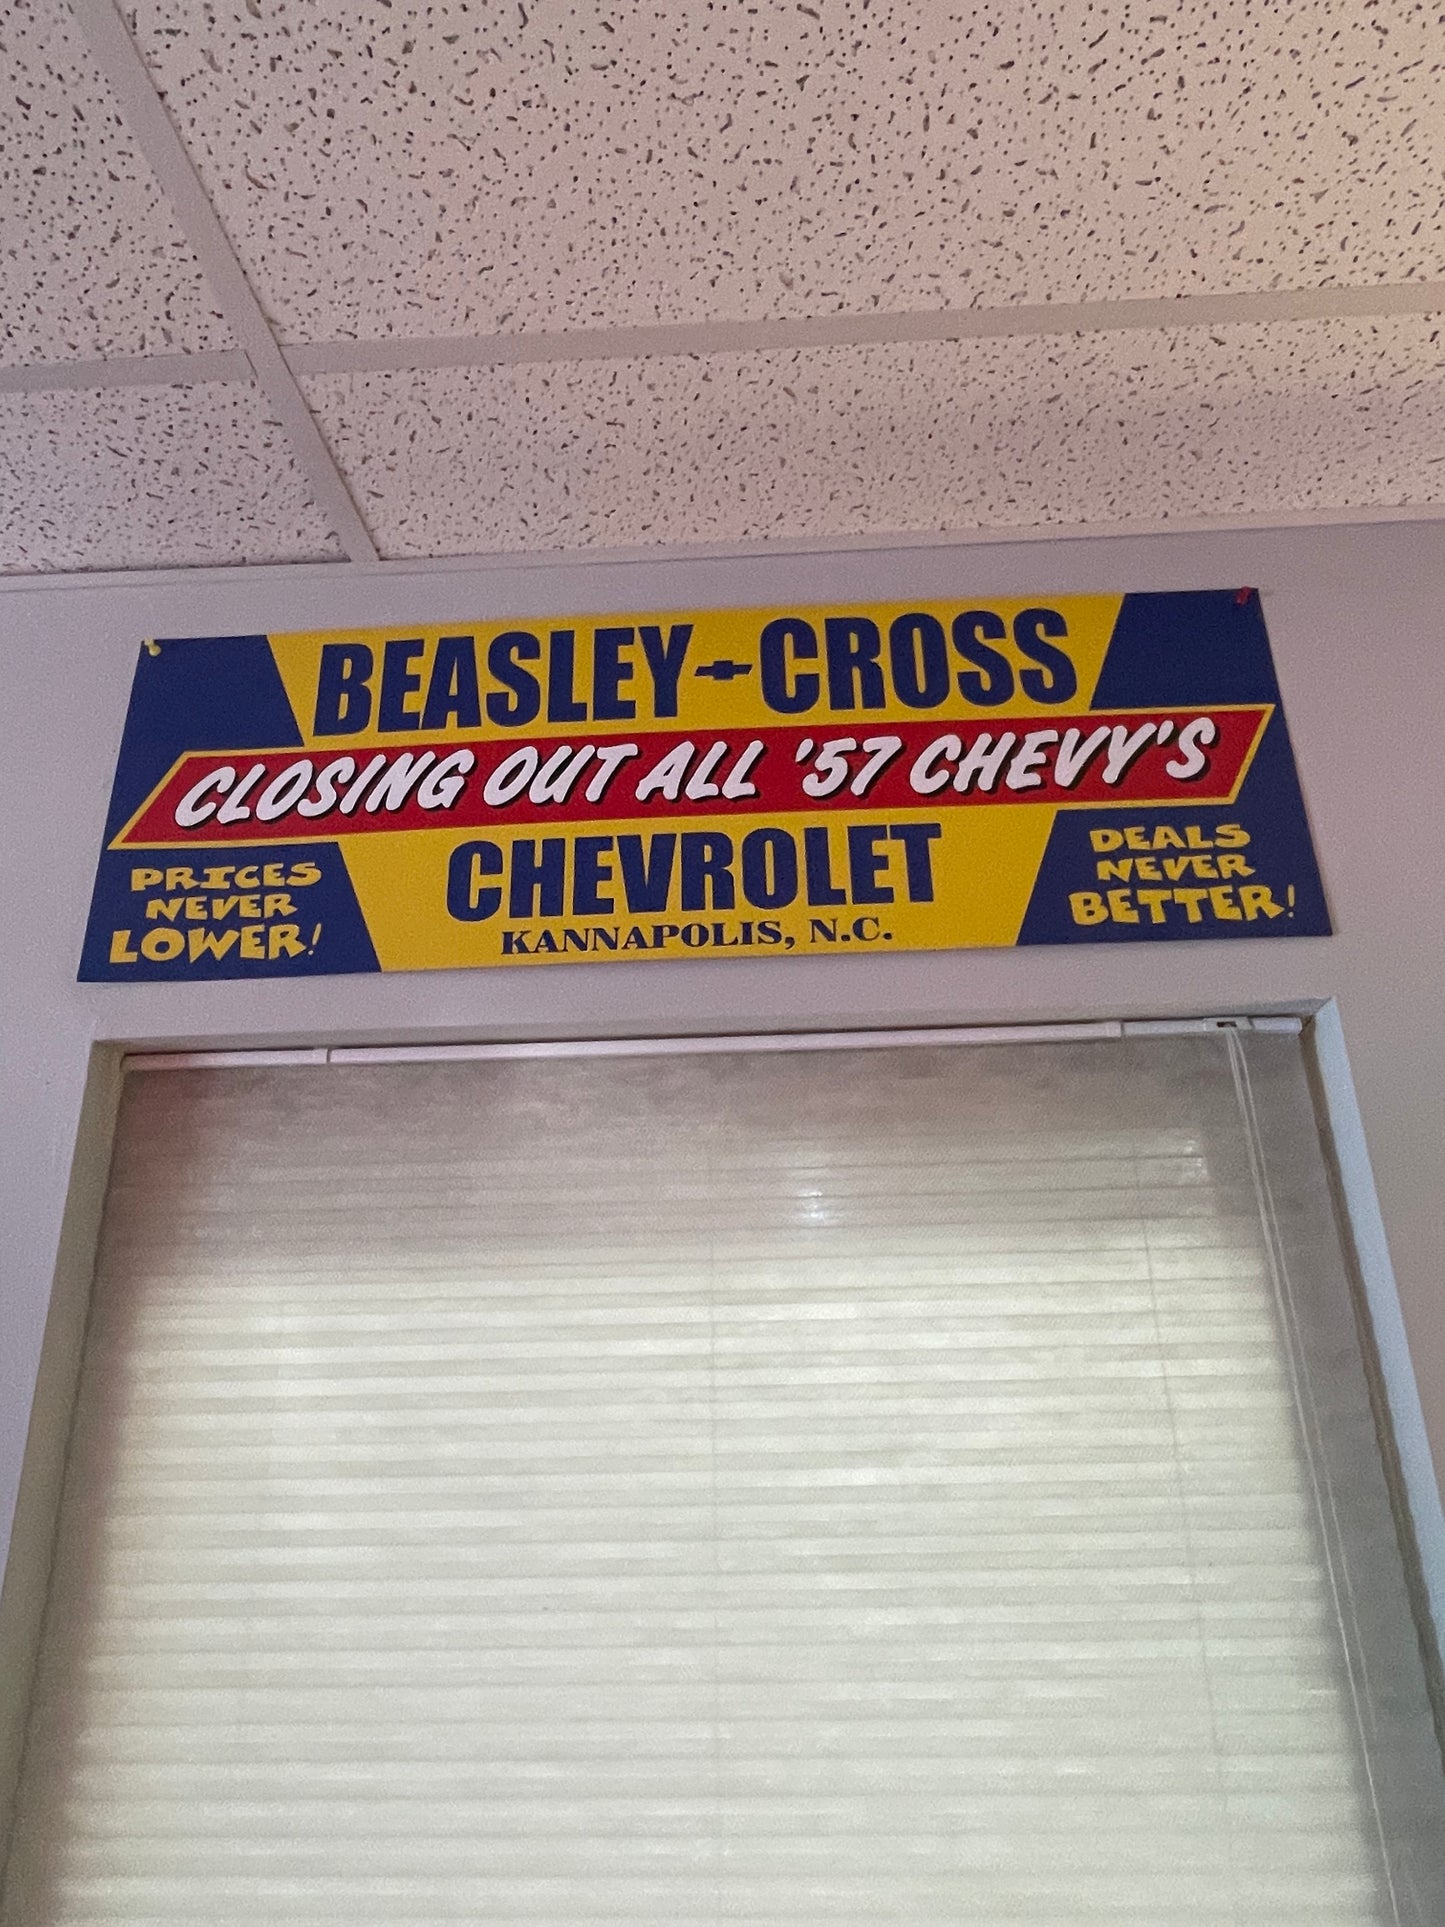 BEASLEY-CROSS
CLOSING OUT ALL '57 CHEVY'S
CHEVROLET
KANNAPOLIS, N.C.
PRICES
NEVER
LOWER!
DEALS
NEVER
BETTER!